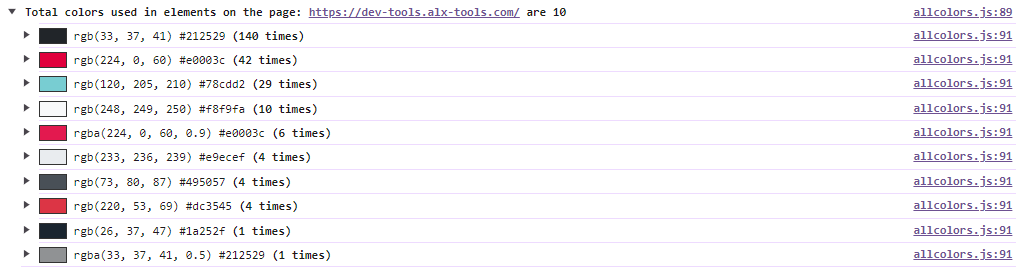 Total colors used in elements on the page: https://dev-tools.alx-tools.com/ are 10 allcolors.js:89
rgb(33, 37, 41) #212529 (140 times) allcolors.js:91
rgb(224, 0, 60) #e0003c (42 times) allcolors.js:91
rgb(120, 205, 210) #78cdd2 (29 times) allcolors.js:91
rgb(248, 249, 250) #f8f9fa (10 times) allcolors.js:91
rgba(224, 0, 60, 0.9) #e0003c (6 times) allcolors.js:91
rgb(233, 236, 239) #e9ecef (4 times) allcolors.js:91
rgb(73, 80, 87) #495057 (4 times) allcolors.js:91
rgb(220, 53, 69) #dc3545 (4 times) allcolors.js:91
rgb(26, 37, 47) #1a252f (1 times) allcolors.js:91
rgba(33, 37, 41, 0.5) #212529 (1 times) allcolors.js:91